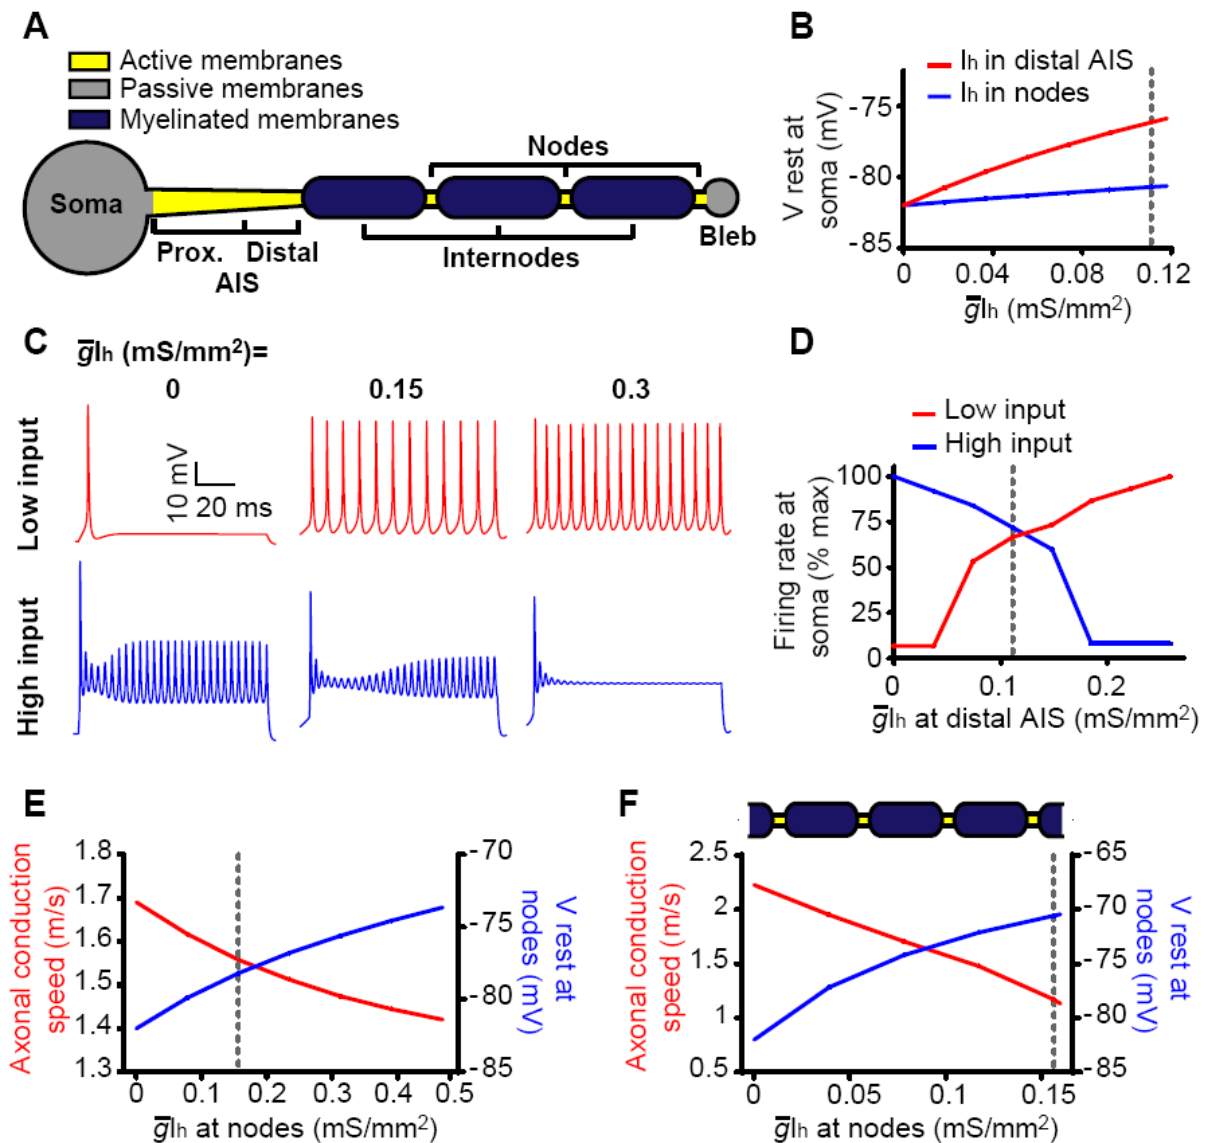 A
Active membranes
Passive membranes
Myelinated membranes
Nodes
Soma
Prox. Distal
AIS
Internodes
Bleb
B
Ih in distal AIS
Ih in nodes
V rest at
soma (mV)
-75
-80
-85
0 0.04 0.08 0.12
g̅Ih (mS/mm²)
C
g̅Ih (mS/mm²)=
0 0.15 0.3
Low input
10 mV
20 ms
High input
D
Low input
High input
Firing rate at
soma (% max)
100
75
50
25
0
0 0.1 0.2
g̅Ih at distal AIS (mS/mm²)
E
Axonal conduction
speed (m/s)
1.8
1.7
1.6
1.5
1.4
1.3
-70
-75
-80
-85
V rest at
nodes (mV)
0 0.1 0.2 0.3 0.4 0.5
g̅Ih at nodes (mS/mm²)
F
Axonal conduction
speed (m/s)
2.5
2
1.5
1
0.5
-65
-70
-75
-80
-85
V rest at
nodes (mV)
0 0.05 0.10 0.15
g̅Ih at nodes (mS/mm²)